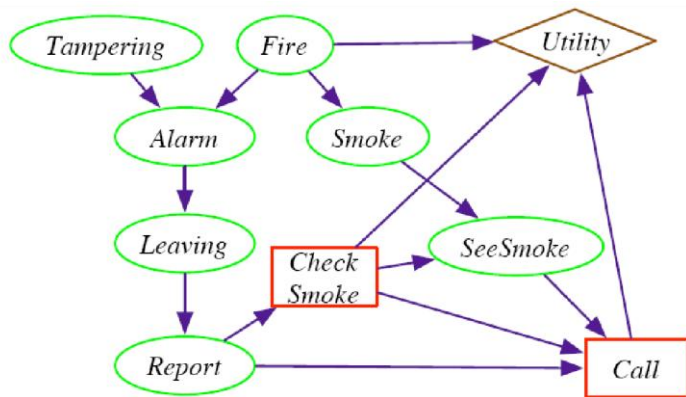 Tampering
Fire
Utility
Alarm
Smoke
Leaving
Check
Smoke
SeeSmoke
Report
Call